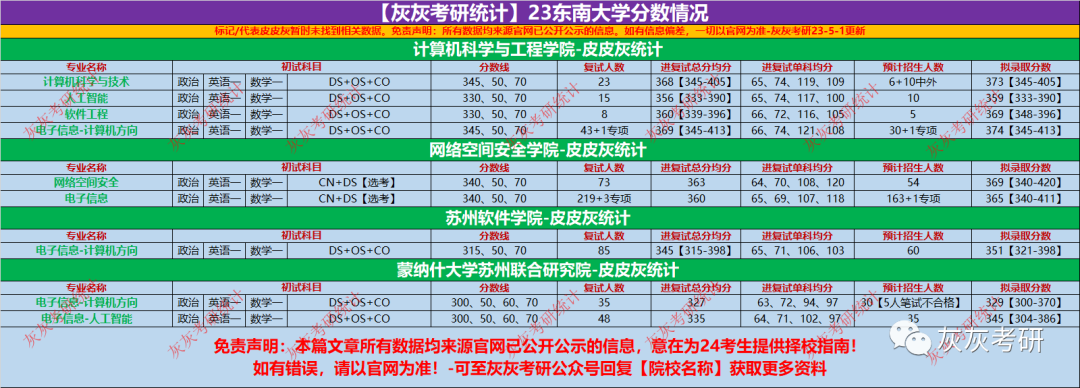 【灰灰考研统计】23东南大学分数情况
标记/代表皮皮灰暂时未找到相关数据。免责声明：所有数据均来源官网已公开公示的信息。如有信息偏差，一切以官网为准-灰灰考研23-5-1更新
计算机科学与工程学院-皮皮灰统计
专业名称 初试科目 分数线 复试人数 进复试总分均分 进复试单科均分 预计招生人数 拟录取分数
计算机科学与技术 政治 英语一 数学一 DS+OS+CO 345、50、70 23 368【345-405】 65、74、119、109 6+10中外 373【345-405】
人工智能 政治 英语一 数学一 DS+OS+CO 330、50、70 15 356【333-390】 65、74、117、100 10 359【333-390】
软件工程 政治 英语一 数学一 DS+OS+CO 330、50、70 8 360【339-396】 66、72、116、105 5 369【348-396】
电子信息-计算机方向 政治 英语一 数学一 DS+OS+CO 345、50、70 43+1专项 369【345-413】 66、74、121、108 30+1专项 374【345-413】
网络空间安全学院-皮皮灰统计
专业名称 初试科目 分数线 复试人数 进复试总分均分 进复试单科均分 预计招生人数 拟录取分数
网络空间安全 政治 英语一 数学一 CN+DS【选考】 340、50、70 73 363 64、70、108、120 54 369【340-420】
电子信息 政治 英语一 数学一 CN+DS【选考】 340、50、70 219+3专项 360 65、69、107、118 163+1专项 365【340-411】
苏州软件学院-皮皮灰统计
专业名称 初试科目 分数线 复试人数 进复试总分均分 进复试单科均分 预计招生人数 拟录取分数
电子信息-计算机方向 政治 英语一 数学一 DS+OS+CO 315、50、70 85 345【315-398】 65、71、106、103 60 351【321-398】
蒙纳什大学苏州联合研究院-皮皮灰统计
专业名称 初试科目 分数线 复试人数 进复试总分均分 进复试单科均分 预计招生人数 拟录取分数
电子信息-计算机方向 政治 英语一 数学一 DS+OS+CO 300、50、60、70 35 327 63、72、94、97 30【5人笔试不合格】 329【300-370】
电子信息-人工智能 政治 英语一 数学一 DS+OS+CO 300、50、60、70 48 335 64、71、102、97 35 345【304-386】
免责声明：本篇文章所有数据均来源官网已公开公示的信息，意在为24考生提供择校指南！
如有错误，请以官网为准！-可至灰灰考研公众号回复【院校名称】获取更多资料
灰灰考研